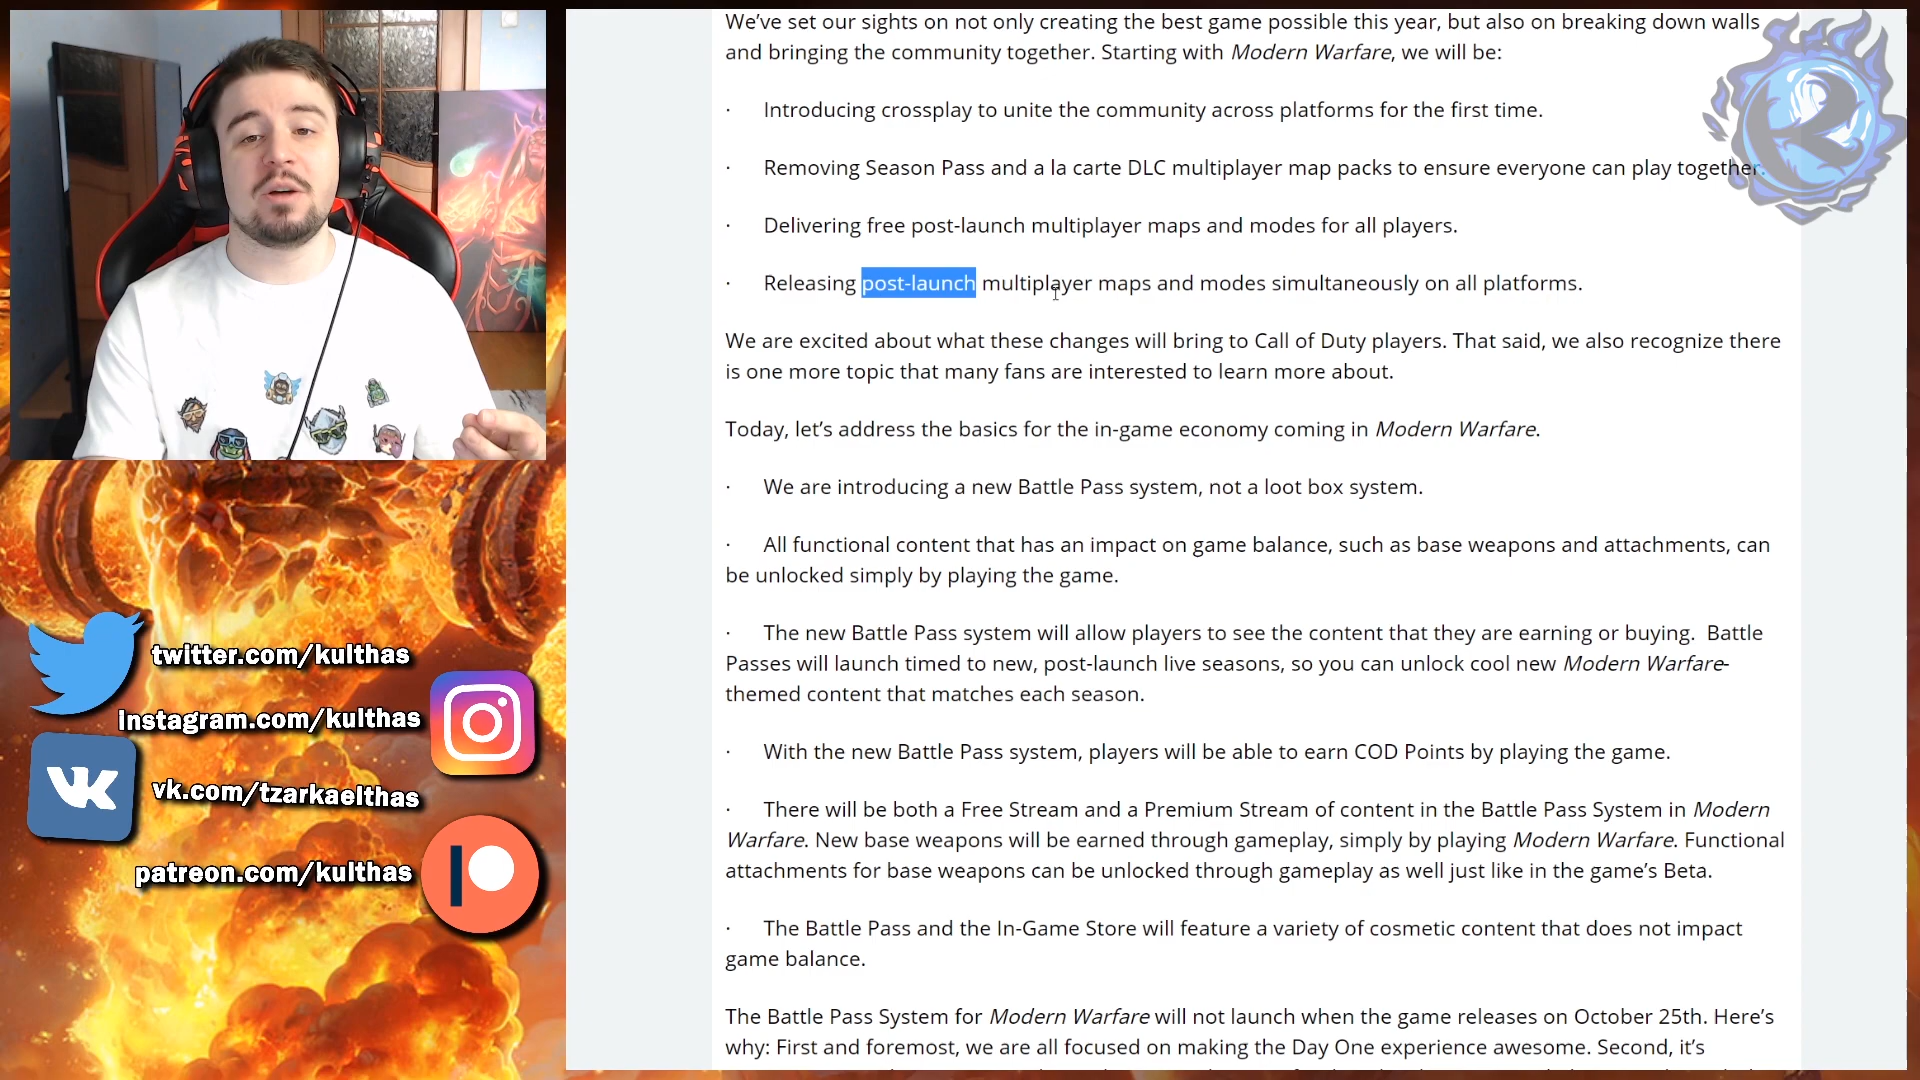 We’ve set our sights on not only creating the best game possible this year, but also on breaking down walls
and bringing the community together. Starting with Modern Warfare, we will be:
· Introducing crossplay to unite the community across platforms for the first time.
· Removing Season Pass and a la carte DLC multiplayer map packs to ensure everyone can play together.
· Delivering free post-launch multiplayer maps and modes for all players.
· Releasing post-launch multiplayer maps and modes simultaneously on all platforms.
We are excited about what these changes will bring to Call of Duty players. That said, we also recognize there
is one more topic that many fans are interested to learn more about.
Today, let’s address the basics for the in-game economy coming in Modern Warfare.
· We are introducing a new Battle Pass system, not a loot box system.
· All functional content that has an impact on game balance, such as base weapons and attachments, can
be unlocked simply by playing the game.
· The new Battle Pass system will allow players to see the content that they are earning or buying. Battle
Passes will launch timed to new, post-launch live seasons, so you can unlock cool new Modern Warfare-
themed content that matches each season.
· With the new Battle Pass system, players will be able to earn COD Points by playing the game.
· There will be both a Free Stream and a Premium Stream of content in the Battle Pass System in Modern
Warfare. New base weapons will be earned through gameplay, simply by playing Modern Warfare. Functional
attachments for base weapons can be unlocked through gameplay as well just like in the game’s Beta.
· The Battle Pass and the In-Game Store will feature a variety of cosmetic content that does not impact
game balance.
The Battle Pass System for Modern Warfare will not launch when the game releases on October 25th. Here’s
why: First and foremost, we are all focused on making the Day One experience awesome. Second, it’s
twitter.com/kulthas
instagram.com/kulthas
vk.com/tzarkaelthas
patreon.com/kulthas